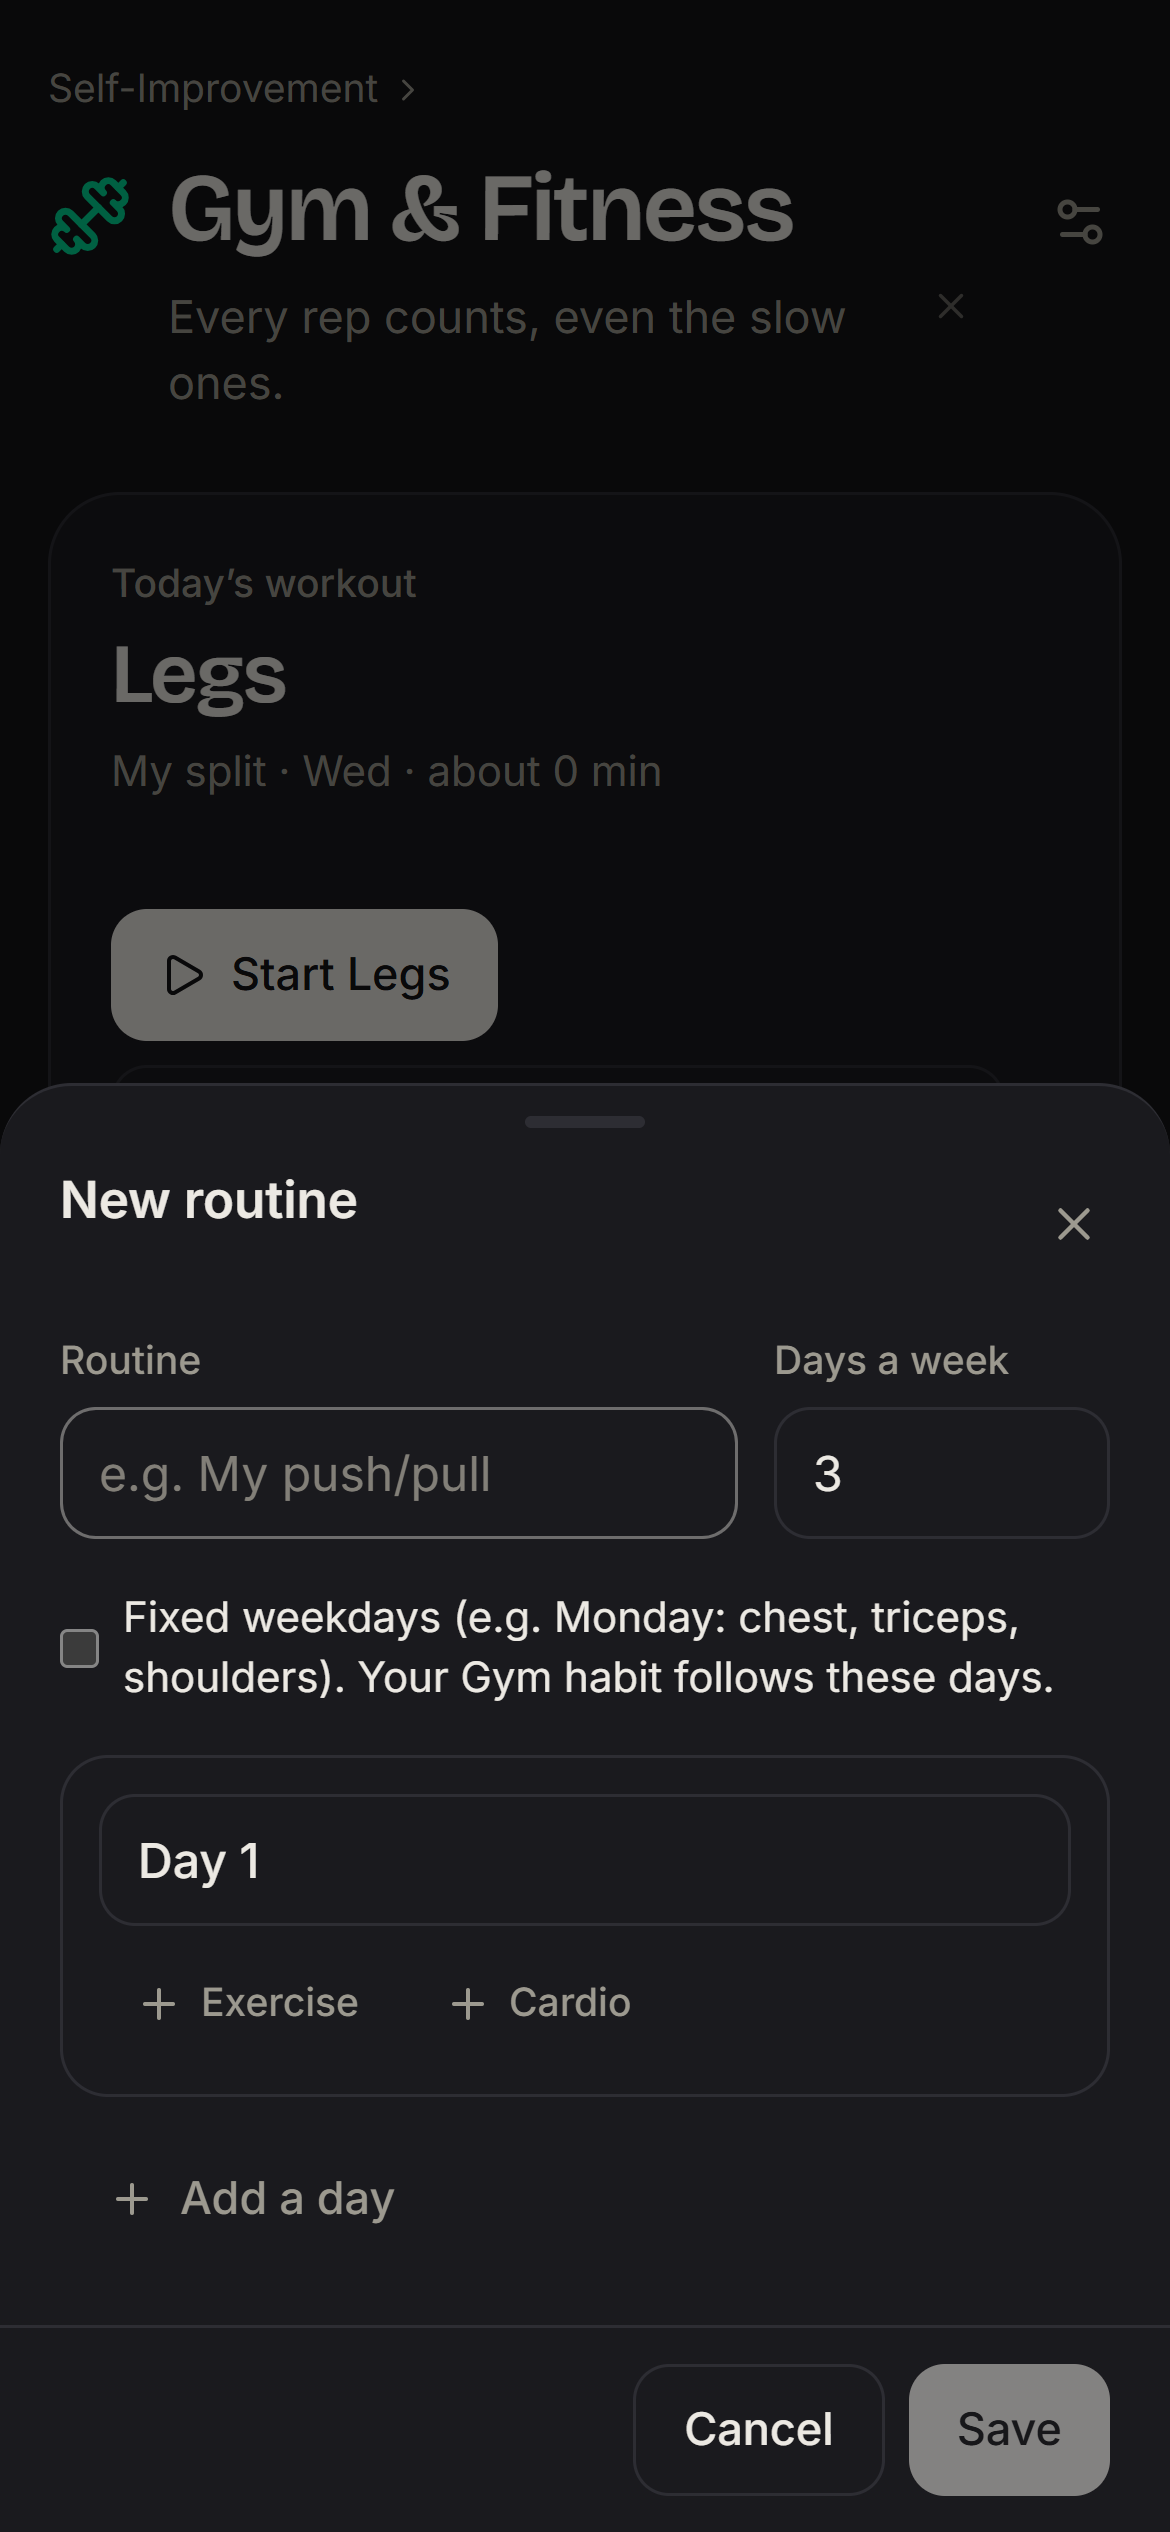 Self-Improvement
Gym & Fitness
Every rep counts, even the slow
ones.
Today’s workout
Legs
My split · Wed · about 0 min
Start Legs
New routine
Routine
Days a week
e.g. My push/pull
3
Fixed weekdays (e.g. Monday: chest, triceps,
shoulders). Your Gym habit follows these days.
Day 1
Exercise
Cardio
Add a day
Cancel
Save